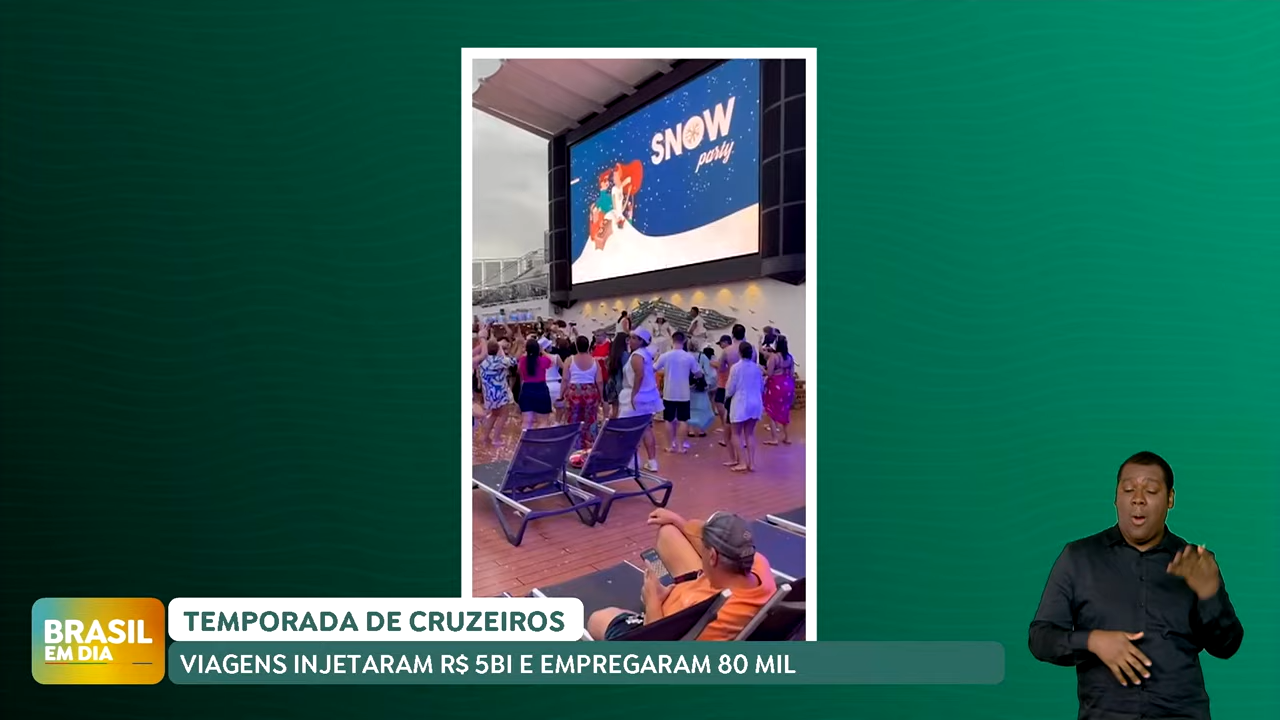 SNOW
party
TEMPORADA DE CRUZEIROS
BRASIL
EM DIA
VIAGENS INJETARAM R$ 5BI E EMPREGARAM 80 MIL